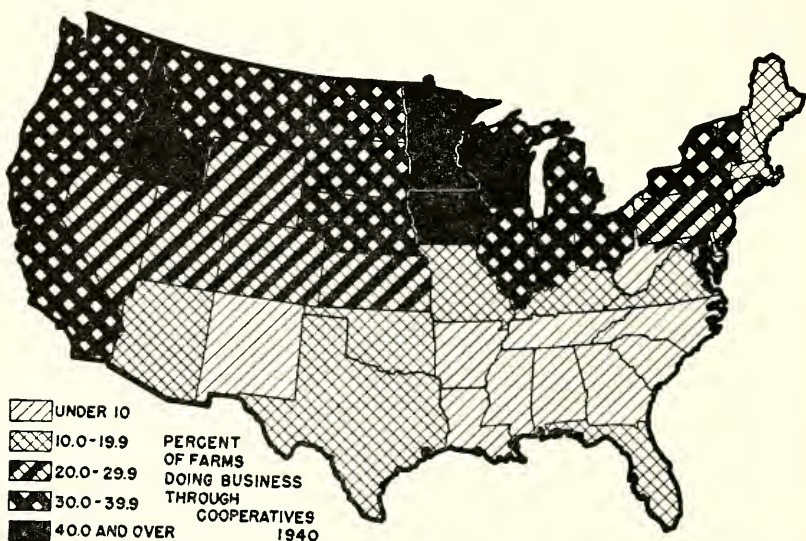 UNDER 10
10.0-19.9
20.0-29.9
30.0-39.9
40.0 AND OVER
PERCENT
OF FARMS
DOING BUSINESS
THROUGH
COOPERATIVES
1940